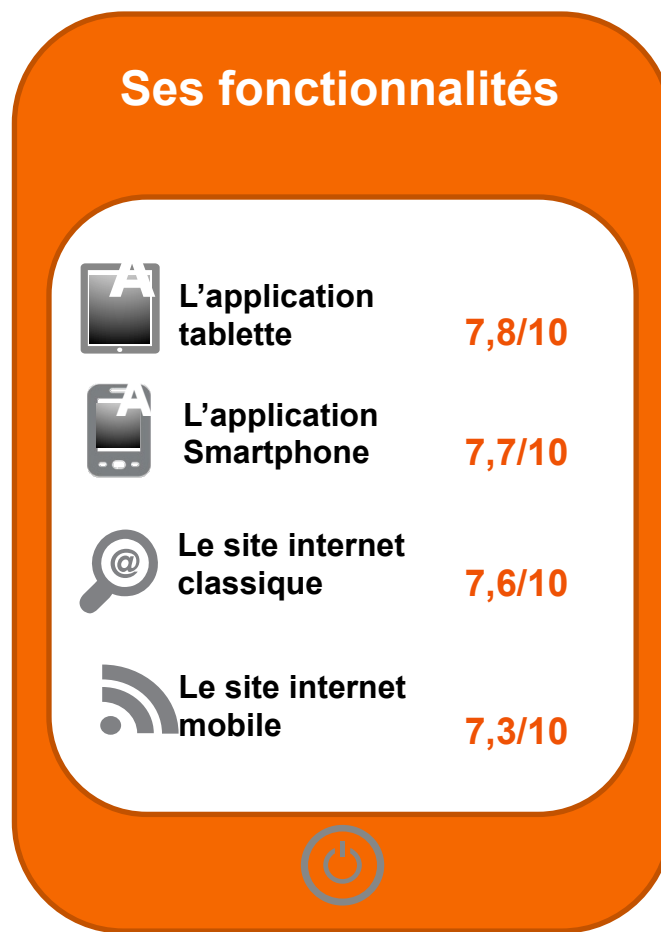 Ses fonctionnalités
A
L’application
tablette
7,8/10
A
L’application
Smartphone
7,7/10
@
Le site internet
classique
7,6/10
Le site internet
mobile
7,3/10